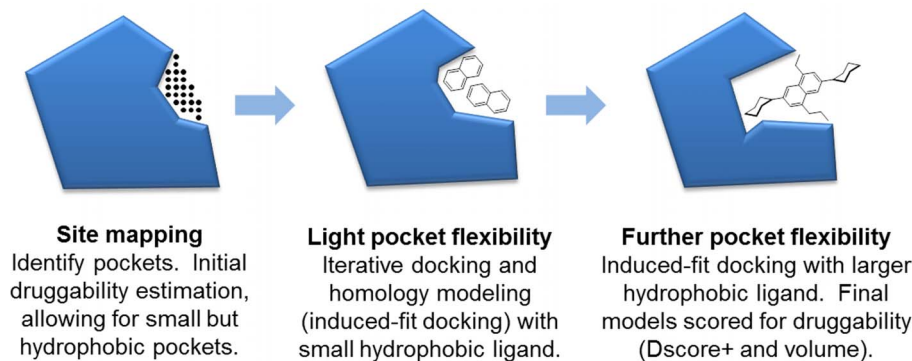 Site mapping
Identify pockets. Initial
druggability estimation,
allowing for small but
hydrophobic pockets.
Light pocket flexibility
Iterative docking and
homology modeling
(induced-fit docking) with
small hydrophobic ligand.
Further pocket flexibility
Induced-fit docking with larger
hydrophobic ligand. Final
models scored for druggability
(Dscore+ and volume).